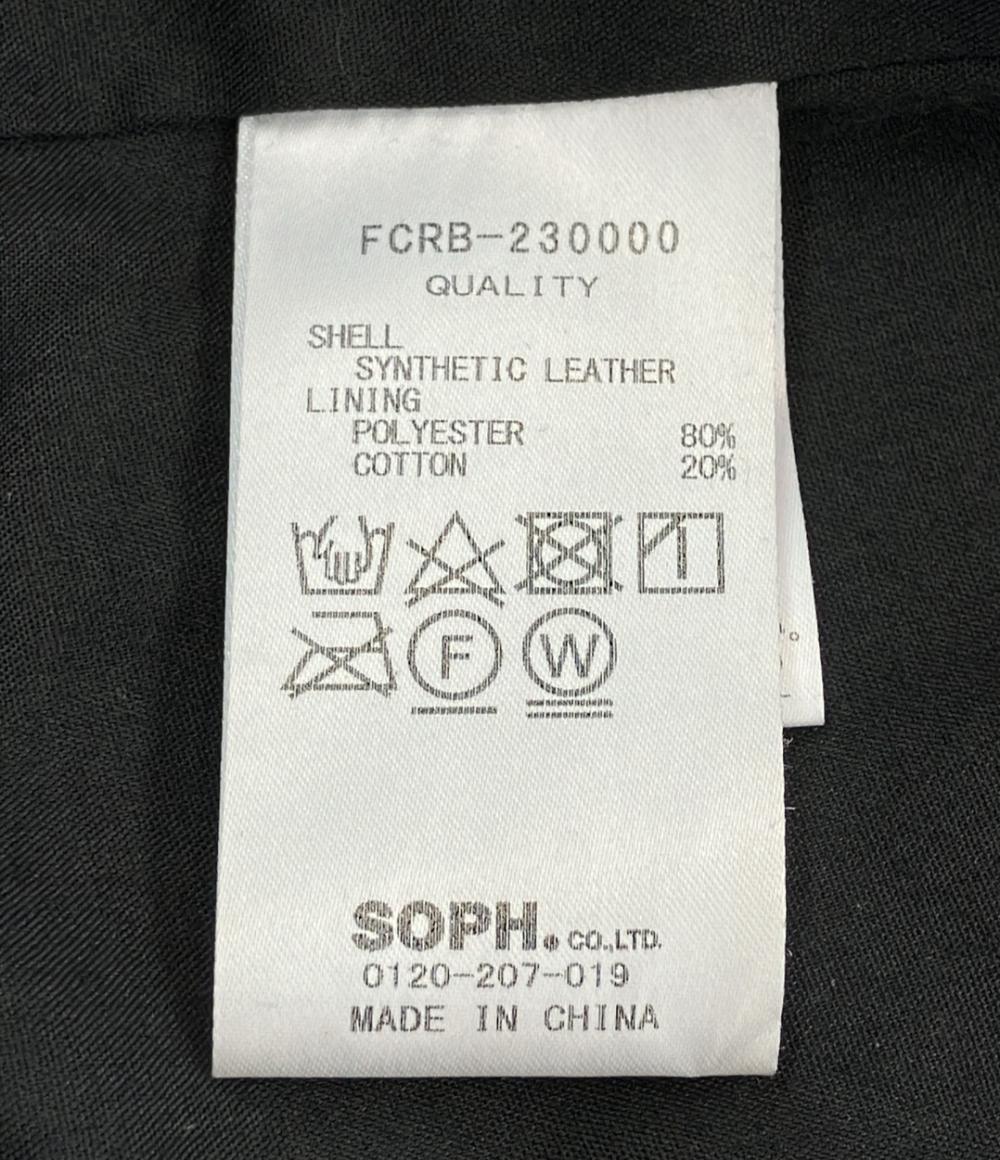 FCRB-230000
QUALITY
SHELL
SYNTHETIC LEATHER
LINING
POLYESTER 80%
COTTON 20%
F W
SOPH. CO.,LTD.
0120-207-019
MADE IN CHINA